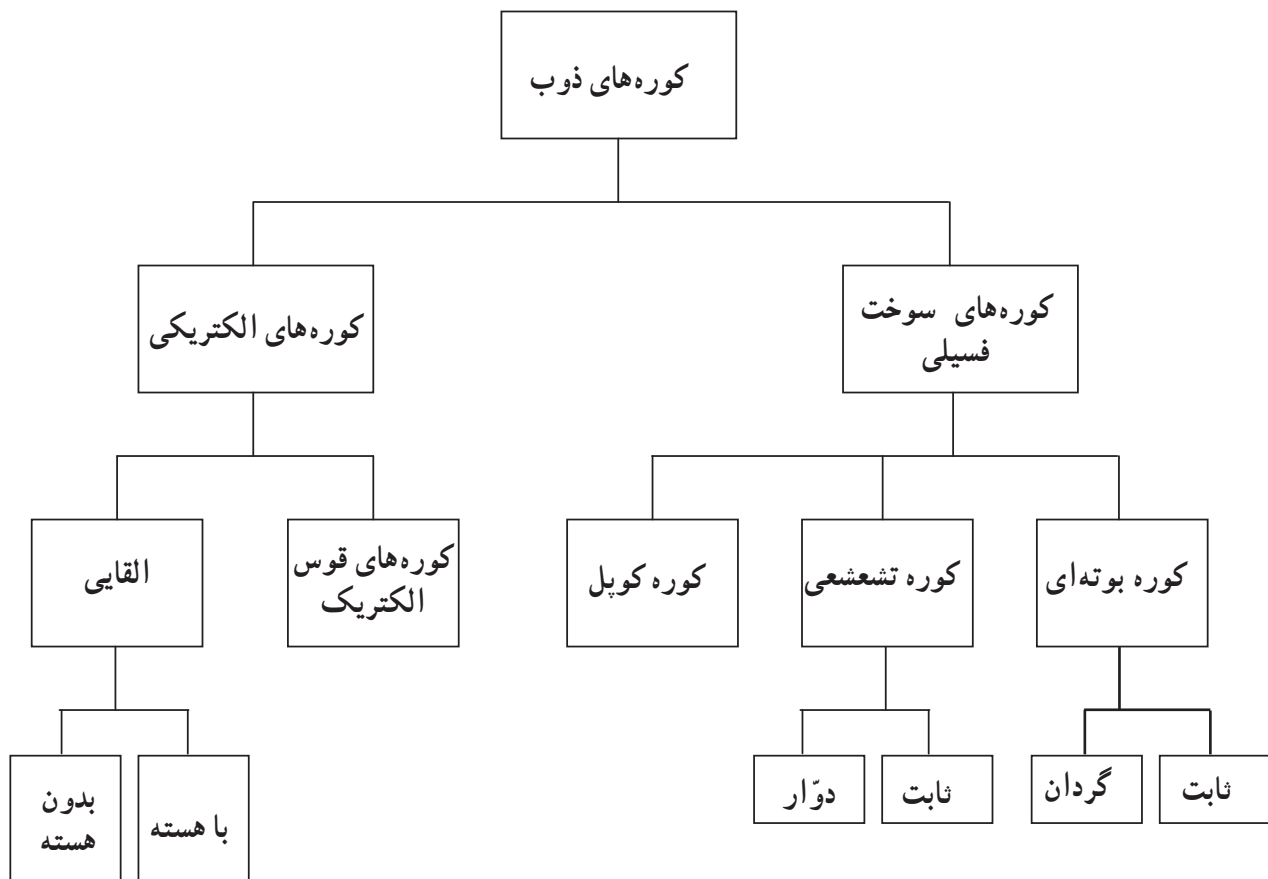 کوره‌های ذوب
کوره‌های سوخت
فسیلی
کوره‌های الکتریکی
کوره بوته‌ای
کوره تشعشعی
کوره کوپل
کوره‌های قوس
الکتریک
القایی
ثابت
گردان
ثابت
دوّار
با هسته
بدون
هسته